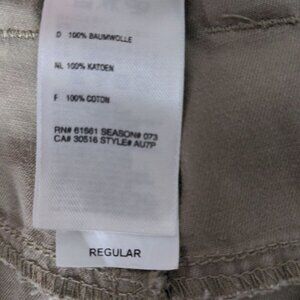 D 100% BAUMWOLLE
NL 100% KATOEN
F 100% COTON
RN# 61661 SEASON# 073
CA# 30516 STYLE# AU7P
REGULAR